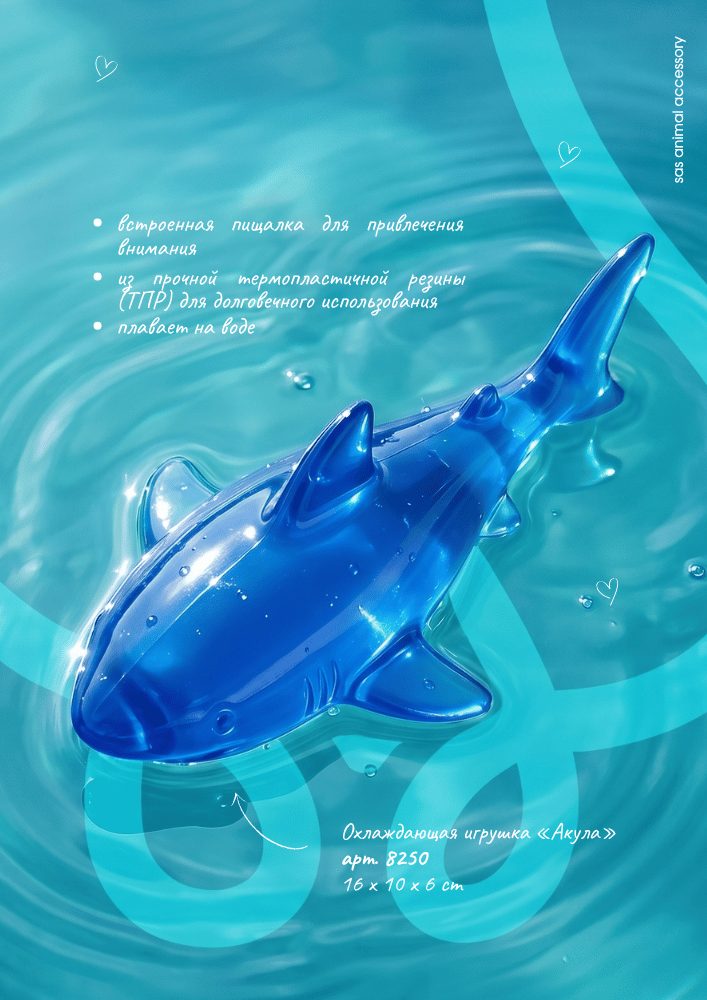 sas animal accessory
• встроенная пищалка для привлечения
внимания
• из прочной термопластичной резины
(ТПР) для долговечного использования
• плавает на воде
Охлаждающая игрушка «Акула»
арт. 8250
16 x 10 x 6 cm